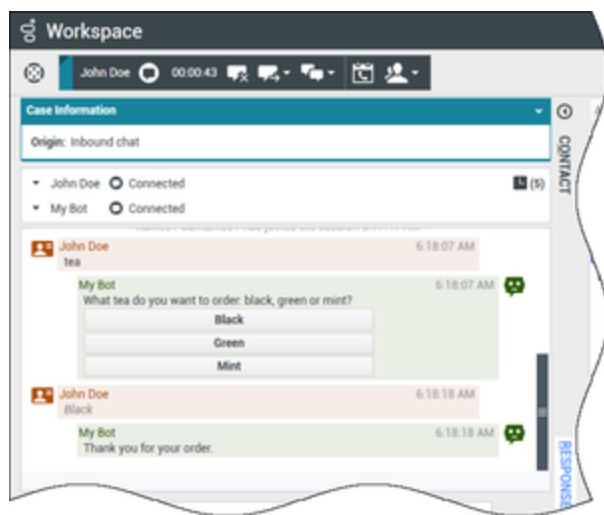 Workspace
John Doe 00:00:43
Case Information
Origin: Inbound chat
CONTACT
John Doe Connected (5)
My Bot Connected
John Doe 6:18:07 AM
tea
My Bot 6:18:07 AM
What tea do you want to order: black, green or mint?
Black
Green
Mint
John Doe 6:18:18 AM
Black
My Bot 6:18:18 AM
Thank you for your order.
RESPONSE